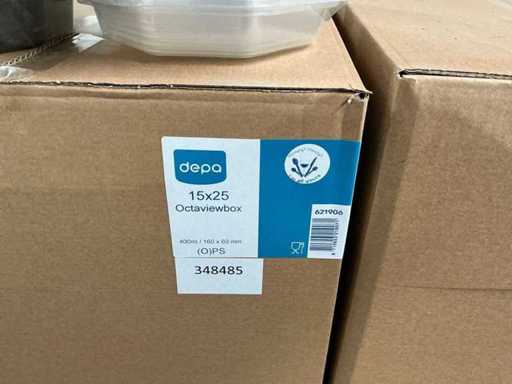 depa
15x25
Octaviewbox
400ml / 160 x 60 mm
(O)PS
348485
621906